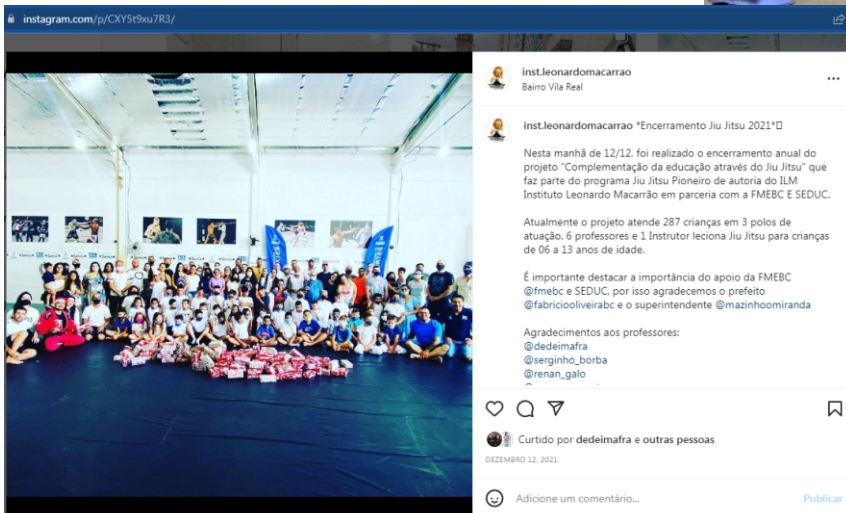 instagram.com/p/CXY5t9xu7R3/
inst.leonardomacarrao
Bairro Vila Real
inst.leonardomacarrao *Encerramento Jiu Jitsu 2021*
Nesta manhã de 12/12, foi realizado o encerramento anual do
projeto "Complementação da educação através do Jiu Jitsu" que
faz parte do programa Jiu Jitsu Pioneiro de autoria do ILM
Instituto Leonardo Macarrão em parceria com a FMEBC E SEDUC.
Atualmente o projeto atende 287 crianças em 3 polos de
atuação. 6 professores e 1 Instrutor leciona Jiu Jitsu para crianças
de 06 a 13 anos de idade.
É importante destacar a importância do apoio da FMEBC
@fmebc e SEDUC, por isso agradecemos o prefeito
@fabriciooliveirabc e o superintendente @mazinhoomiranda
Agradecimentos aos professores:
@dedeimafra
@serginho_borba
@renan_galo
Curtido por dedeimafra e outras pessoas
DEZEMBRO 12, 2021
Adicione um comentário...
Publicar